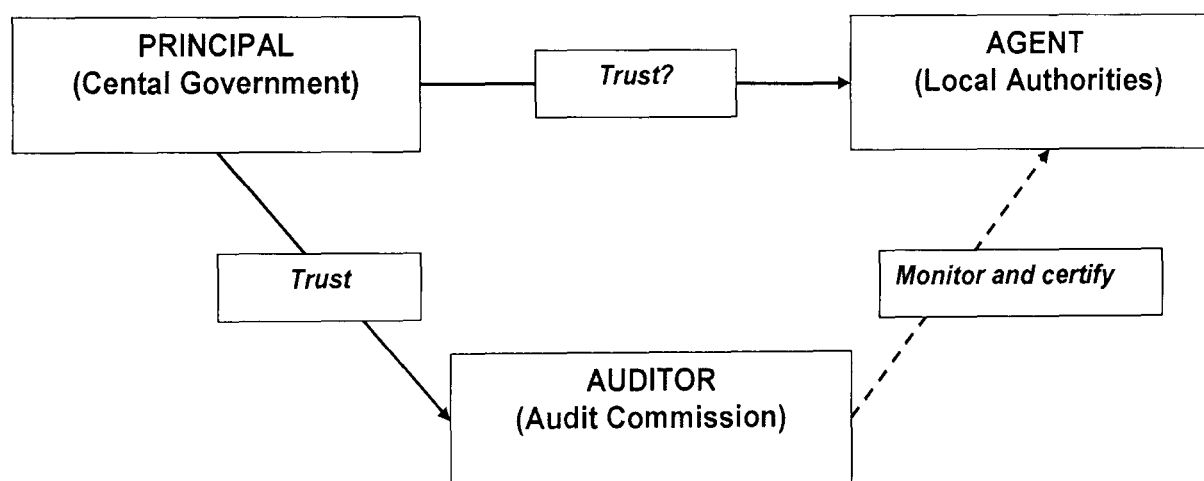 PRINCIPAL
(Cental Government)
Trust?
AGENT
(Local Authorities)
Trust
Monitor and certify
AUDITOR
(Audit Commission)